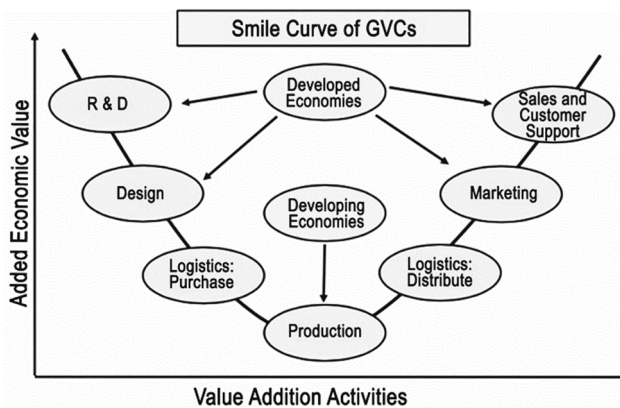 Smile Curve of GVCs
Added Economic Value
R & D
Developed
Economies
Sales and
Customer
Support
Design
Developing
Economies
Marketing
Logistics:
Purchase
Logistics:
Distribute
Production
Value Addition Activities